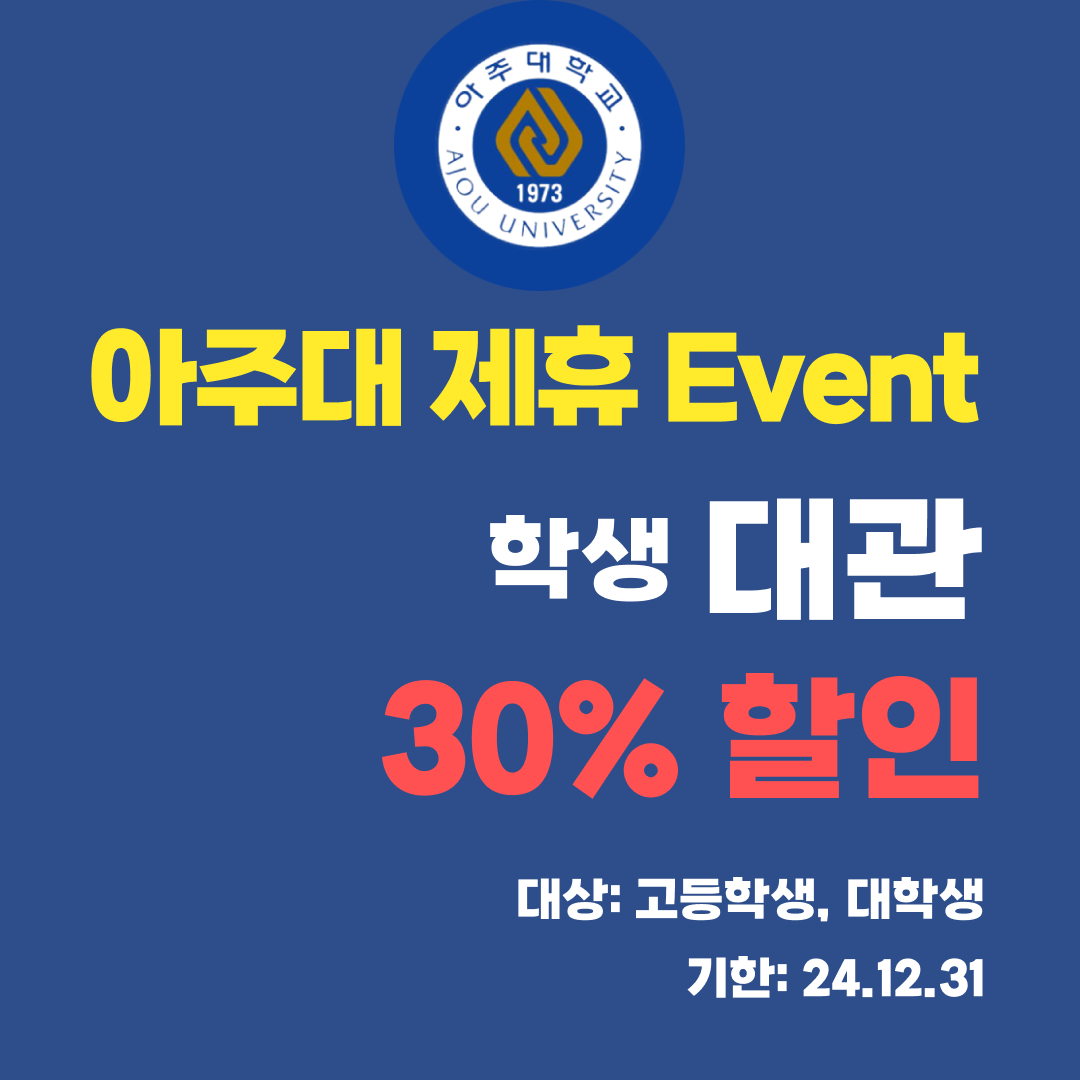 아주대학교
1973
AJOU UNIVERSITY
아주대 제휴 Event
학생 대관
30% 할인
대상: 고등학생, 대학생
기한: 24.12.31